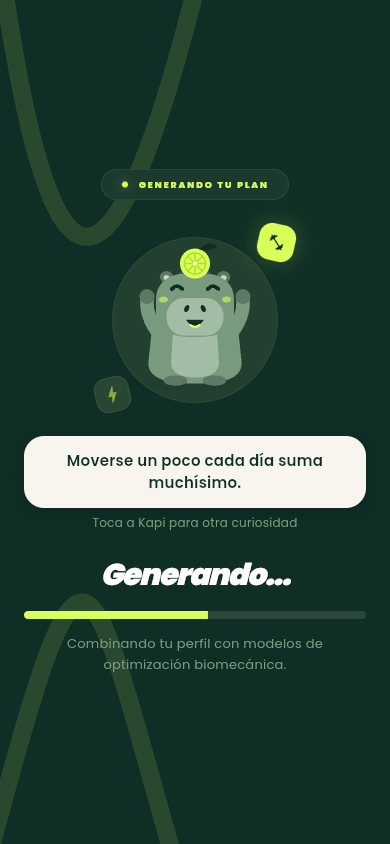 GENERANDO TU PLAN
Moverse un poco cada día suma
muchísimo.
Toca a Kapi para otra curiosidad
Generando...
Combinando tu perfil con modelos de
optimización biomecánica.